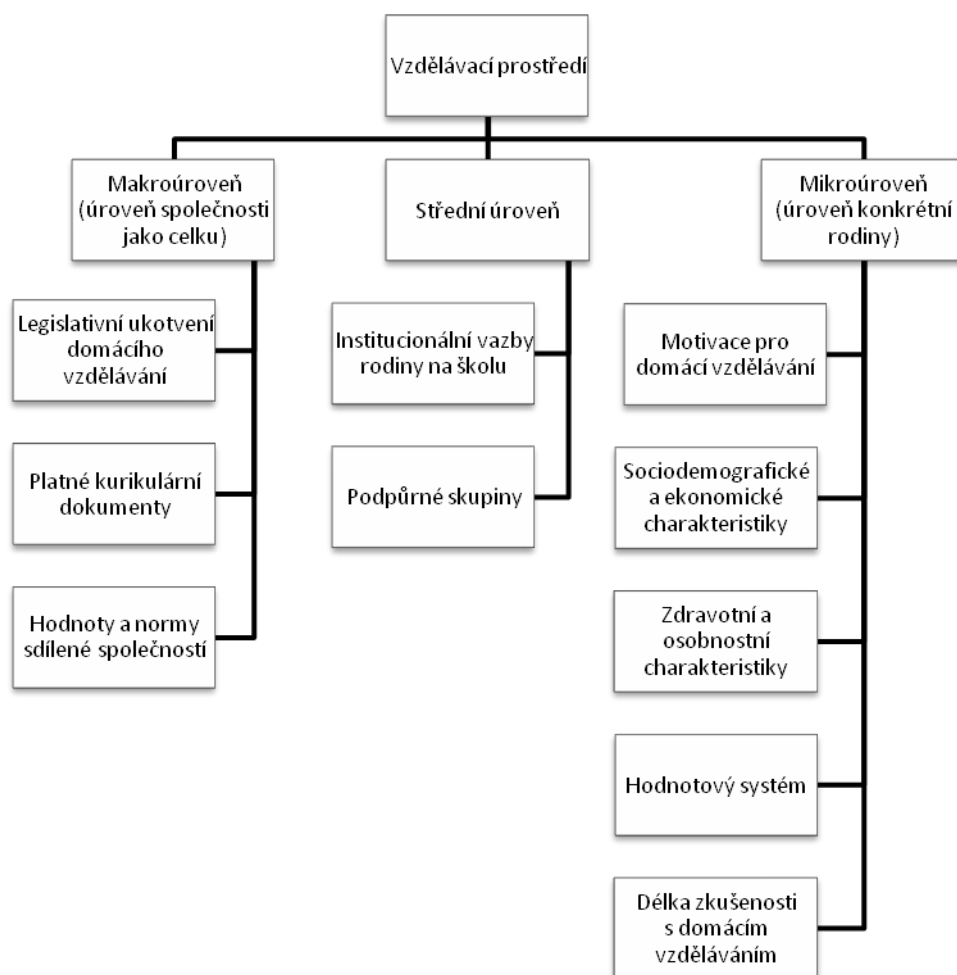 Vzdělávací prostředí
Makroúroveň
(úroveň společnosti
jako celku)
Legislativní ukotvení
domácího
vzdělávání
Platné kurikulární
dokumenty
Hodnoty a normy
sdílené společností
Střední úroveň
Institucionální vazby
rodiny na školu
Podpůrné skupiny
Mikroúroveň
(úroveň konkrétní
rodiny)
Motivace pro
domácí vzdělávání
Sociodemografické
a ekonomické
charakteristiky
Zdravotní a
osobnostní
charakteristiky
Hodnotový systém
Délka zkušenosti
s domácím
vzděláváním